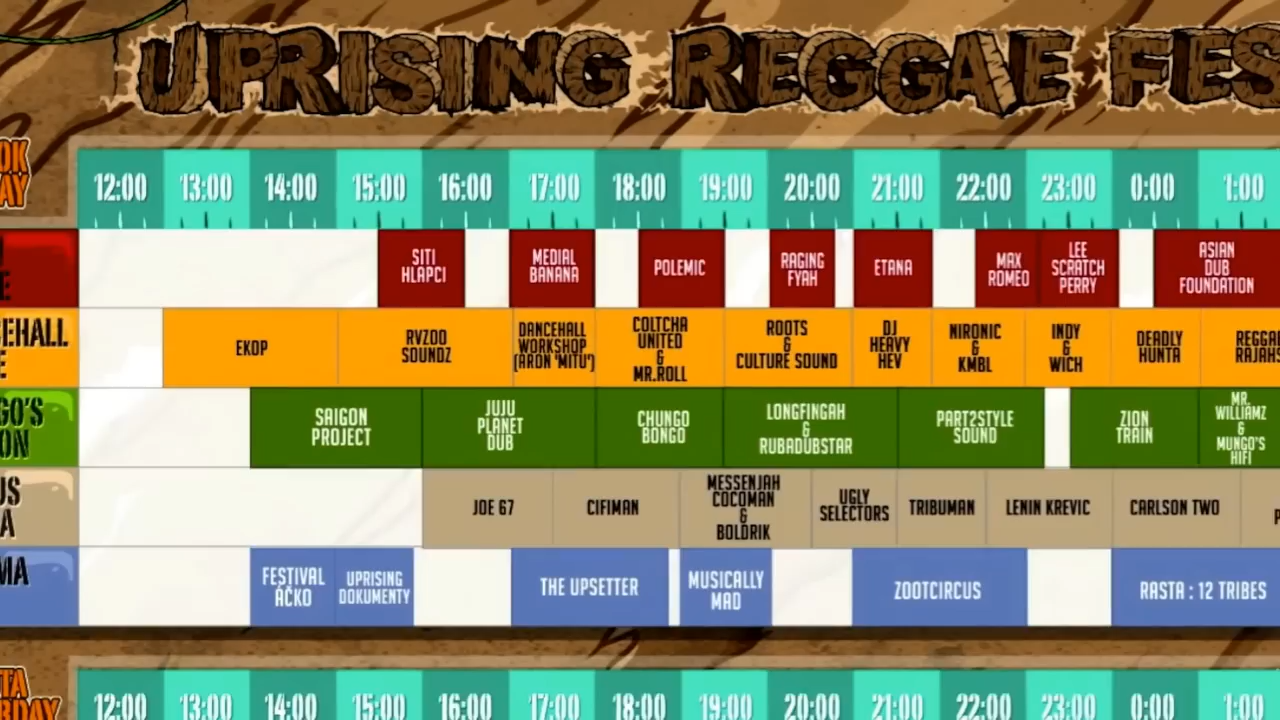 UPRISING REGGAE FES
12:00 13:00 14:00 15:00 16:00 17:00 18:00 19:00 20:00 21:00 22:00 23:00 0:00 1:00
SITI
HLAPCI
MEDIAL
BANANA
POLEMIC
RAGING
FYAH
ETANA
MAX
ROMEO
LEE
SCRATCH
PERRY
ASIAN
DUB
FOUNDATION
EHALL
EKOP
RVZOO
SOUNDZ
DANCEHALL
WORKSHOP
(ARON 'MITU')
COLTCHA
UNITED
&
MR.ROLL
ROOTS
&
CULTURE SOUND
DJ
HEAVY
HEV
NIRONIC
&
KMBL
INDY
&
WICH
DEADLY
HUNTA
REGGAE
RAJAHS
GO'S
ON
SAIGON
PROJECT
JUJU
PLANET
DUB
CHUNGO
BONGO
LONGFINGAH
&
RUBADUBSTAR
PART2STYLE
SOUND
ZION
TRAIN
MR.
WILLIAMZ
&
MUNGO'S
HIFI
US
A
JOE 67
CIFIMAN
MESSENJAH
COCOMAN
&
BOLDRIK
UGLY
SELECTORS
TRIBUMAN
LENIN KREVIC
CARLSON TWO
MA
FESTIVAL
ÁČKO
UPRISING
DOKUMENTY
THE UPSETTER
MUSICALLY
MAD
ZOOTCIRCUS
RASTA : 12 TRIBES
12:00 13:00 14:00 15:00 16:00 17:00 18:00 19:00 20:00 21:00 22:00 23:00 0:00 1:00